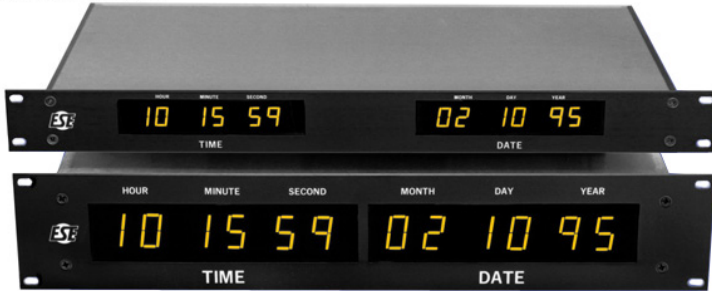 HOUR MINUTE SECOND MONTH DAY YEAR
ESE 10 15 59 02 10 95
TIME DATE
HOUR MINUTE SECOND MONTH DAY YEAR
ESE 10 15 59 02 10 95
TIME DATE